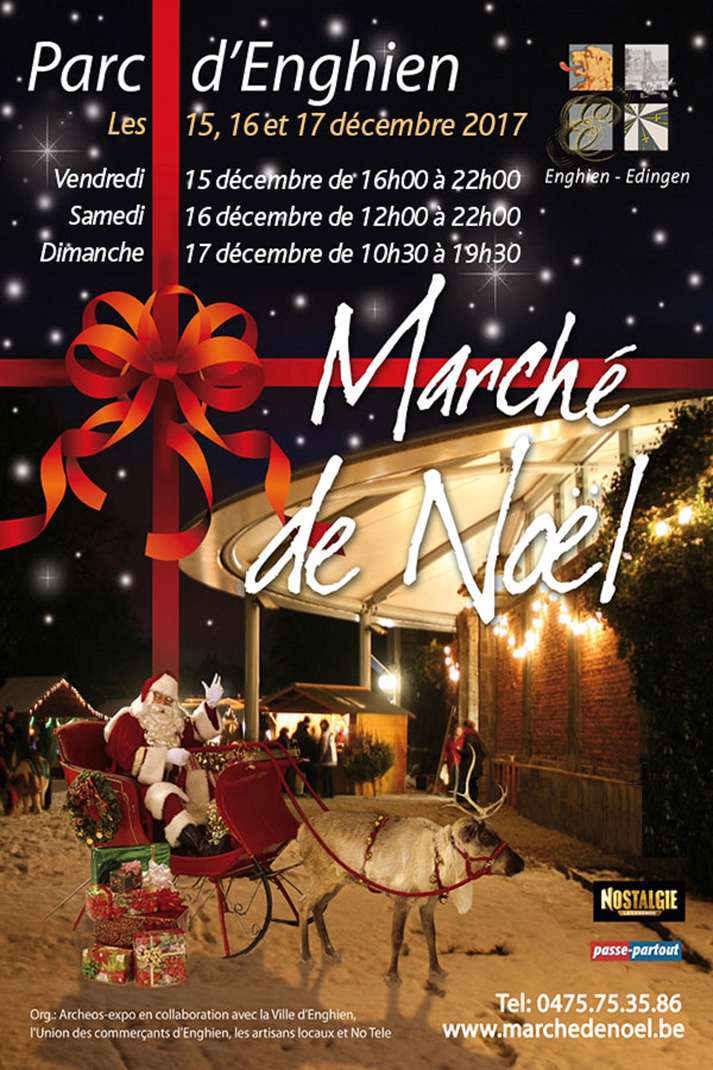 Parc d'Enghien
Les 15, 16 et 17 décembre 2017
Vendredi 15 décembre de 16h00 à 22h00
Samedi 16 décembre de 12h00 à 22h00
Dimanche 17 décembre de 10h30 à 19h30
Enghien - Edingen
Marché
de Noël
NOSTALGIE
passe-partout
Tel: 0475.75.35.86
www.marchedenoel.be
Org.: Archeos-expo en collaboration avec la Ville d'Enghien,
l'Union des commerçants d'Enghien, les artisans locaux et No Tele